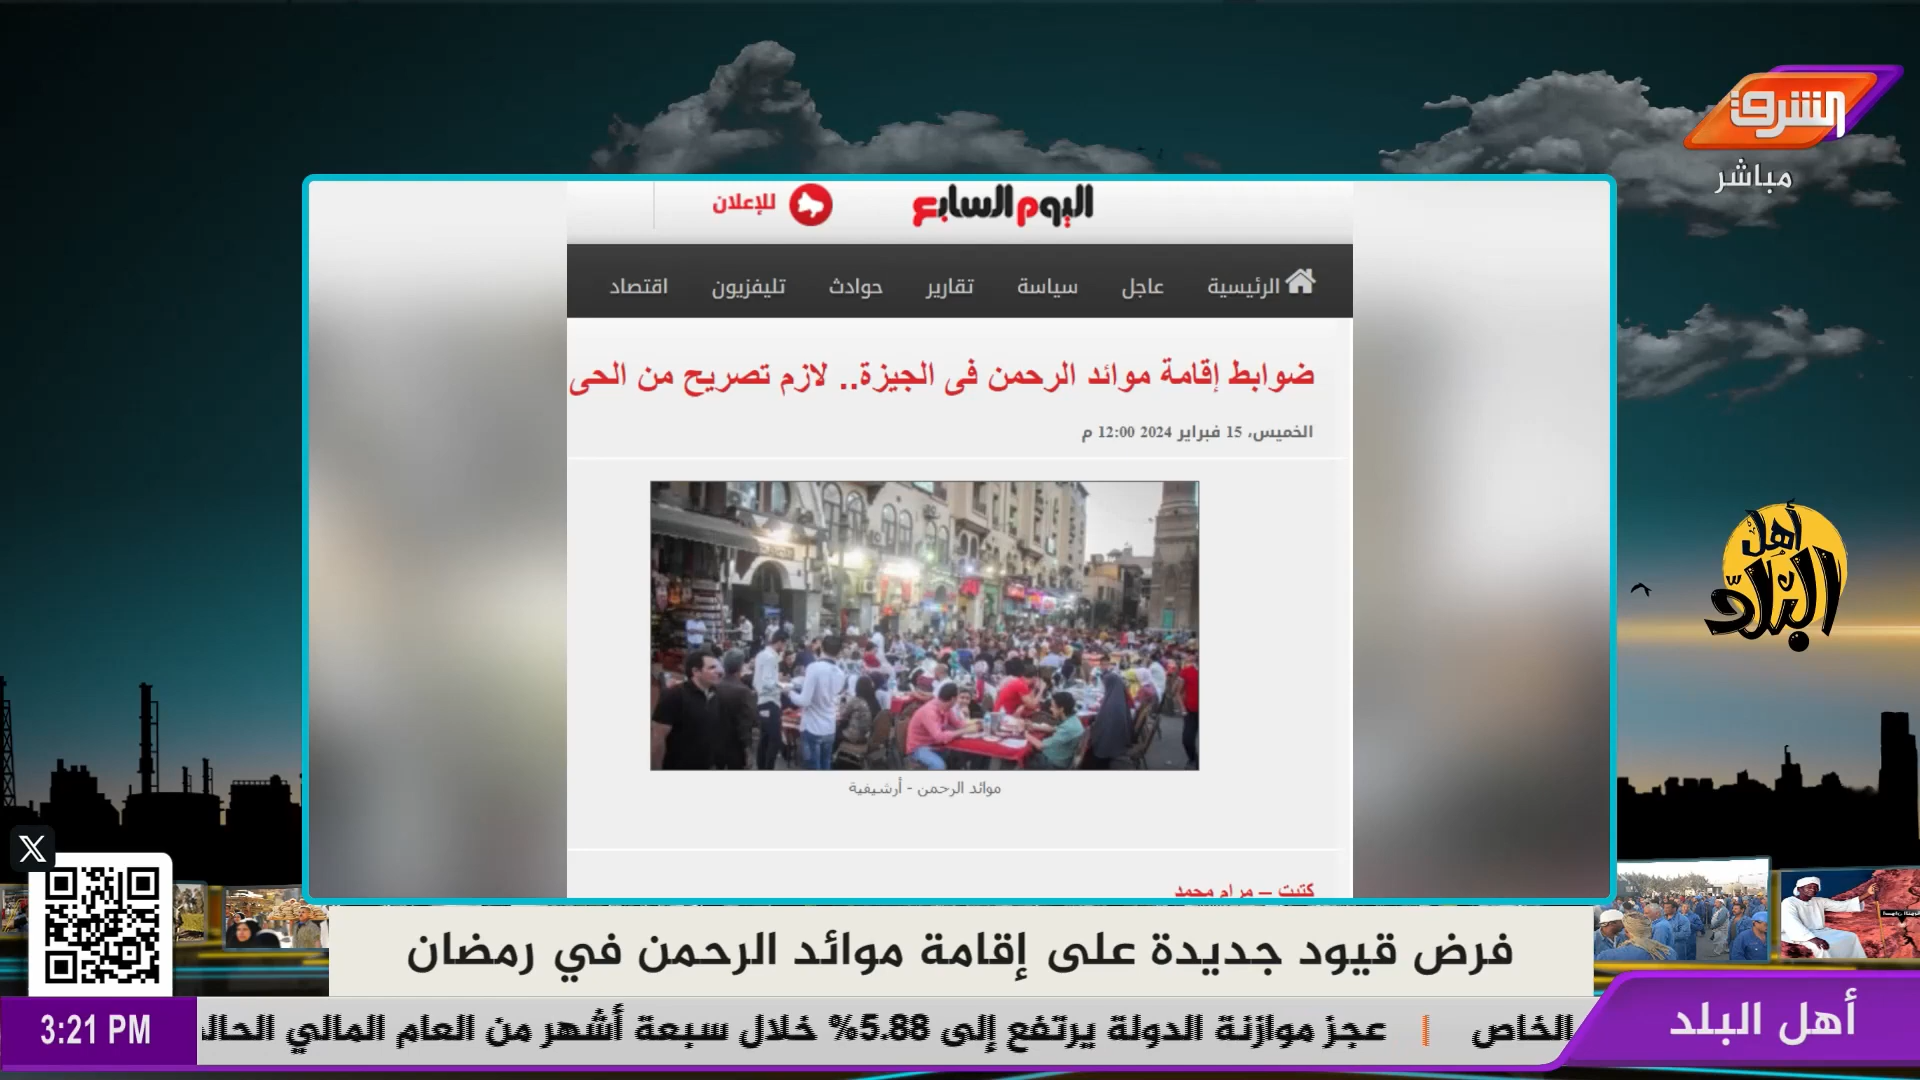 الشرق
مباشر
اليوم السابع
للإعلان
الرئيسية عاجل سياسة تقارير حوادث تليفزيون اقتصاد
ضوابط إقامة موائد الرحمن فى الجيزة.. لازم تصريح من الحى
الخميس، 15 فبراير 2024 12:00 م
موائد الرحمن - أرشيفية
كتبت – مرام محمد
أهل
البلد
فرض قيود جديدة على إقامة موائد الرحمن في رمضان
أهل البلد
الخاص | عجز موازنة الدولة يرتفع إلى 5.88% خلال سبعة أشهر من العام المالي الحال
3:21 PM